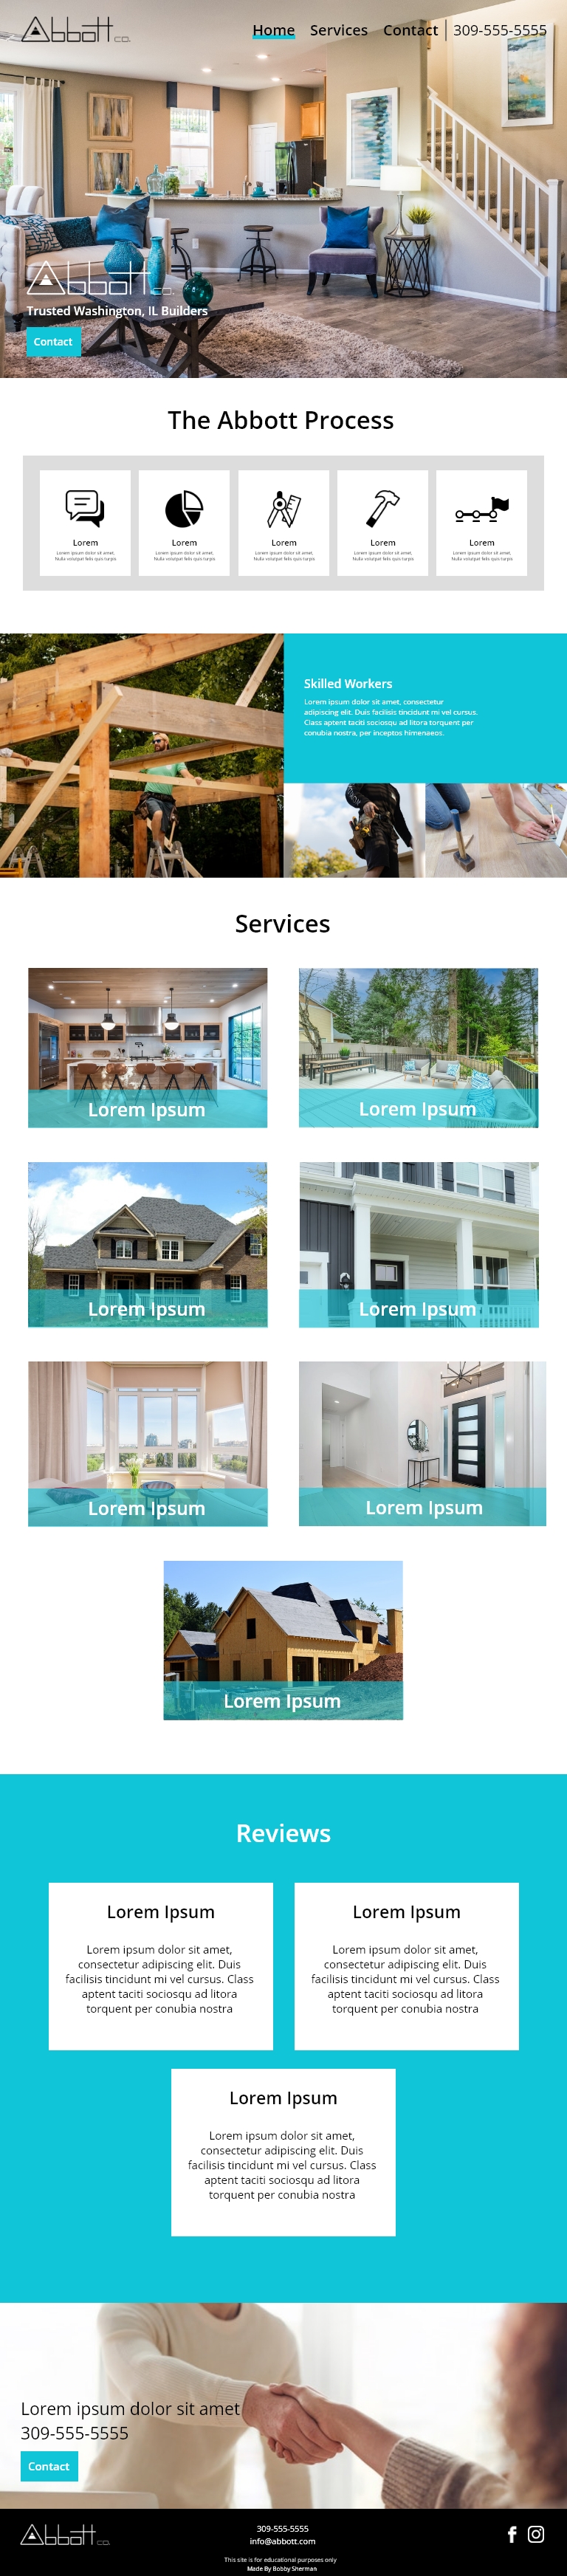 Abbott CO.
Home Services Contact 309-555-5555
Abbott CO.
Trusted Washington, IL Builders
Contact
The Abbott Process
Lorem
Lorem ipsum dolor sit amet,
Nulla volutpat felis quis turpis
Lorem
Lorem ipsum dolor sit amet,
Nulla volutpat felis quis turpis
Lorem
Lorem ipsum dolor sit amet,
Nulla volutpat felis quis turpis
Lorem
Lorem ipsum dolor sit amet,
Nulla volutpat felis quis turpis
Lorem
Lorem ipsum dolor sit amet,
Nulla volutpat felis quis turpis
Skilled Workers
Lorem ipsum dolor sit amet, consectetur
adipiscing elit. Duis facilisis tincidunt mi vel cursus.
Class aptent taciti sociosqu ad litora torquent per
conubia nostra, per inceptos himenaeos.
Services
Lorem Ipsum
Lorem Ipsum
Lorem Ipsum
Lorem Ipsum
Lorem Ipsum
Lorem Ipsum
Lorem Ipsum
Reviews
Lorem Ipsum
Lorem ipsum dolor sit amet,
consectetur adipiscing elit. Duis
facilisis tincidunt mi vel cursus. Class
aptent taciti sociosqu ad litora
torquent per conubia nostra
Lorem Ipsum
Lorem ipsum dolor sit amet,
consectetur adipiscing elit. Duis
facilisis tincidunt mi vel cursus. Class
aptent taciti sociosqu ad litora
torquent per conubia nostra
Lorem Ipsum
Lorem ipsum dolor sit amet,
consectetur adipiscing elit. Duis
facilisis tincidunt mi vel cursus. Class
aptent taciti sociosqu ad litora
torquent per conubia nostra
Lorem ipsum dolor sit amet
309-555-5555
Contact
Abbott CO.
309-555-5555
info@abbott.com
This site is for educational purposes only
Made By Bobby Sherman